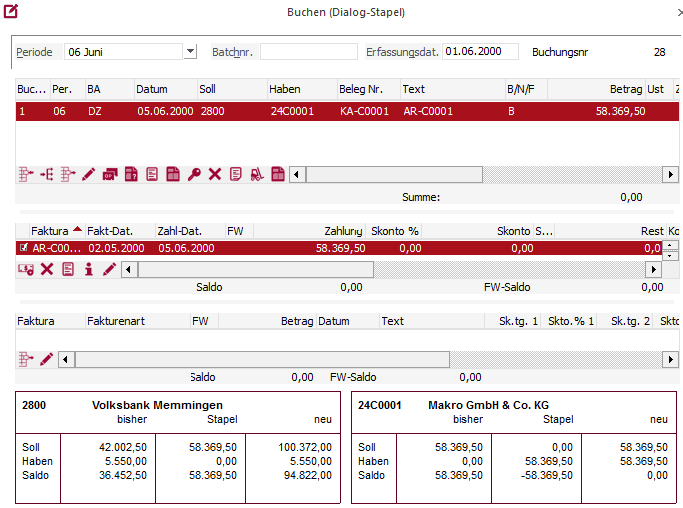 Buchen (Dialog-Stapel)
Periode 06 Juni Batchnr. Erfassungsdat. 01.06.2000 Buchungsnr 28
Buc... Per. BA Datum Soll Haben Beleg Nr. Text B/N/F Betrag Ust Z
1 06 DZ 05.06.2000 2800 24C0001 KA-C0001 AR-C0001 B 58.369,50
Summe: 0,00
Faktura Fakt-Dat. Zahl-Dat. FW Zahlung Skonto % Skonto S... Rest Ko
AR-C00... 02.05.2000 05.06.2000 58.369,50 0,00 0,00 0,0
Saldo 0,00 FW-Saldo 0,00
Faktura Fakturenart FW Betrag Datum Text Sk.tg. 1 Skto.% 1 Sk.tg. 2 Skto
Saldo 0,00 FW-Saldo 0,00
2800 Volksbank Memmingen
bisher Stapel neu
Soll 42.002,50 58.369,50 100.372,00
Haben 5.550,00 0,00 5.550,00
Saldo 36.452,50 58.369,50 94.822,00
24C0001 Makro GmbH & Co. KG
bisher Stapel neu
Soll 58.369,50 0,00 58.369,50
Haben 0,00 58.369,50 58.369,50
Saldo 58.369,50 -58.369,50 0,00